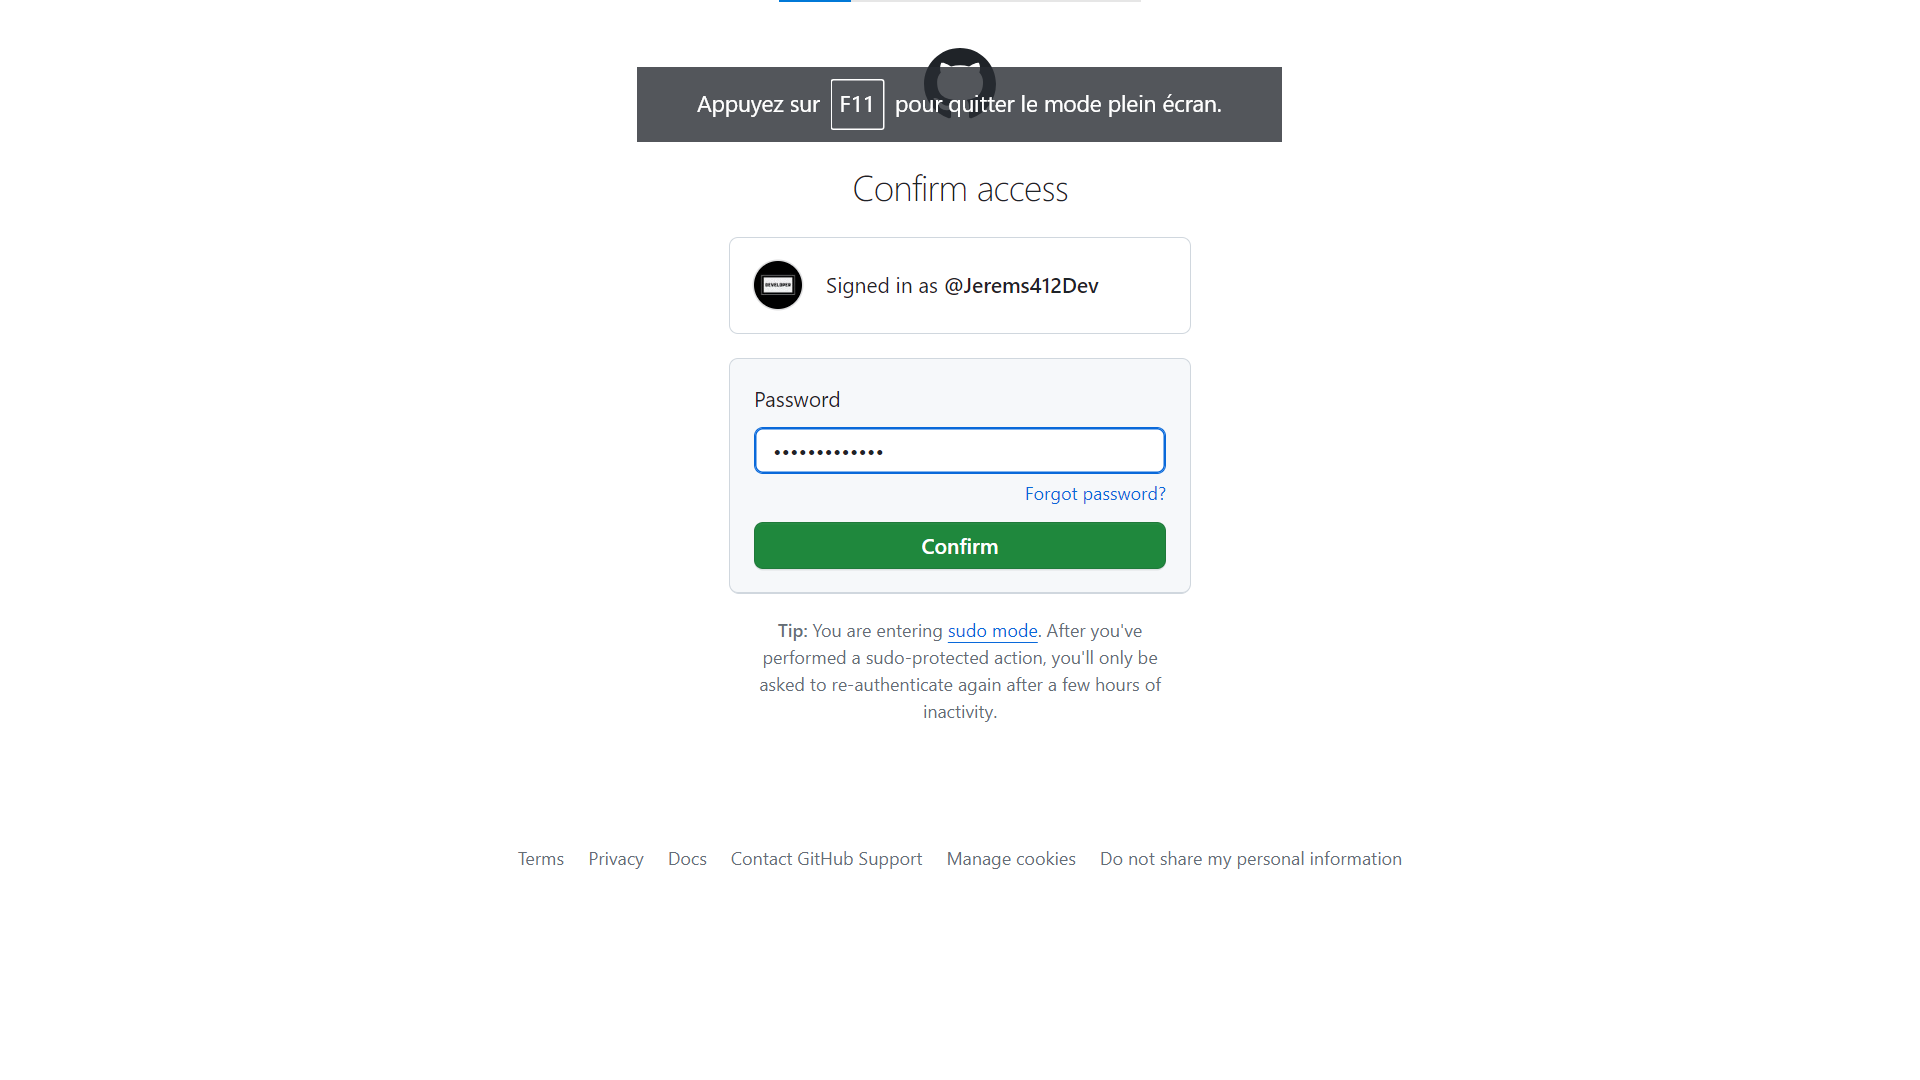 Appuyez sur F11 pour quitter le mode plein écran.
Confirm access
DEVELOPER
Signed in as @Jerems412Dev
Password
•••••••••••••
Forgot password?
Confirm
Tip: You are entering sudo mode. After you've
performed a sudo-protected action, you'll only be
asked to re-authenticate again after a few hours of
inactivity.
Terms Privacy Docs Contact GitHub Support Manage cookies Do not share my personal information